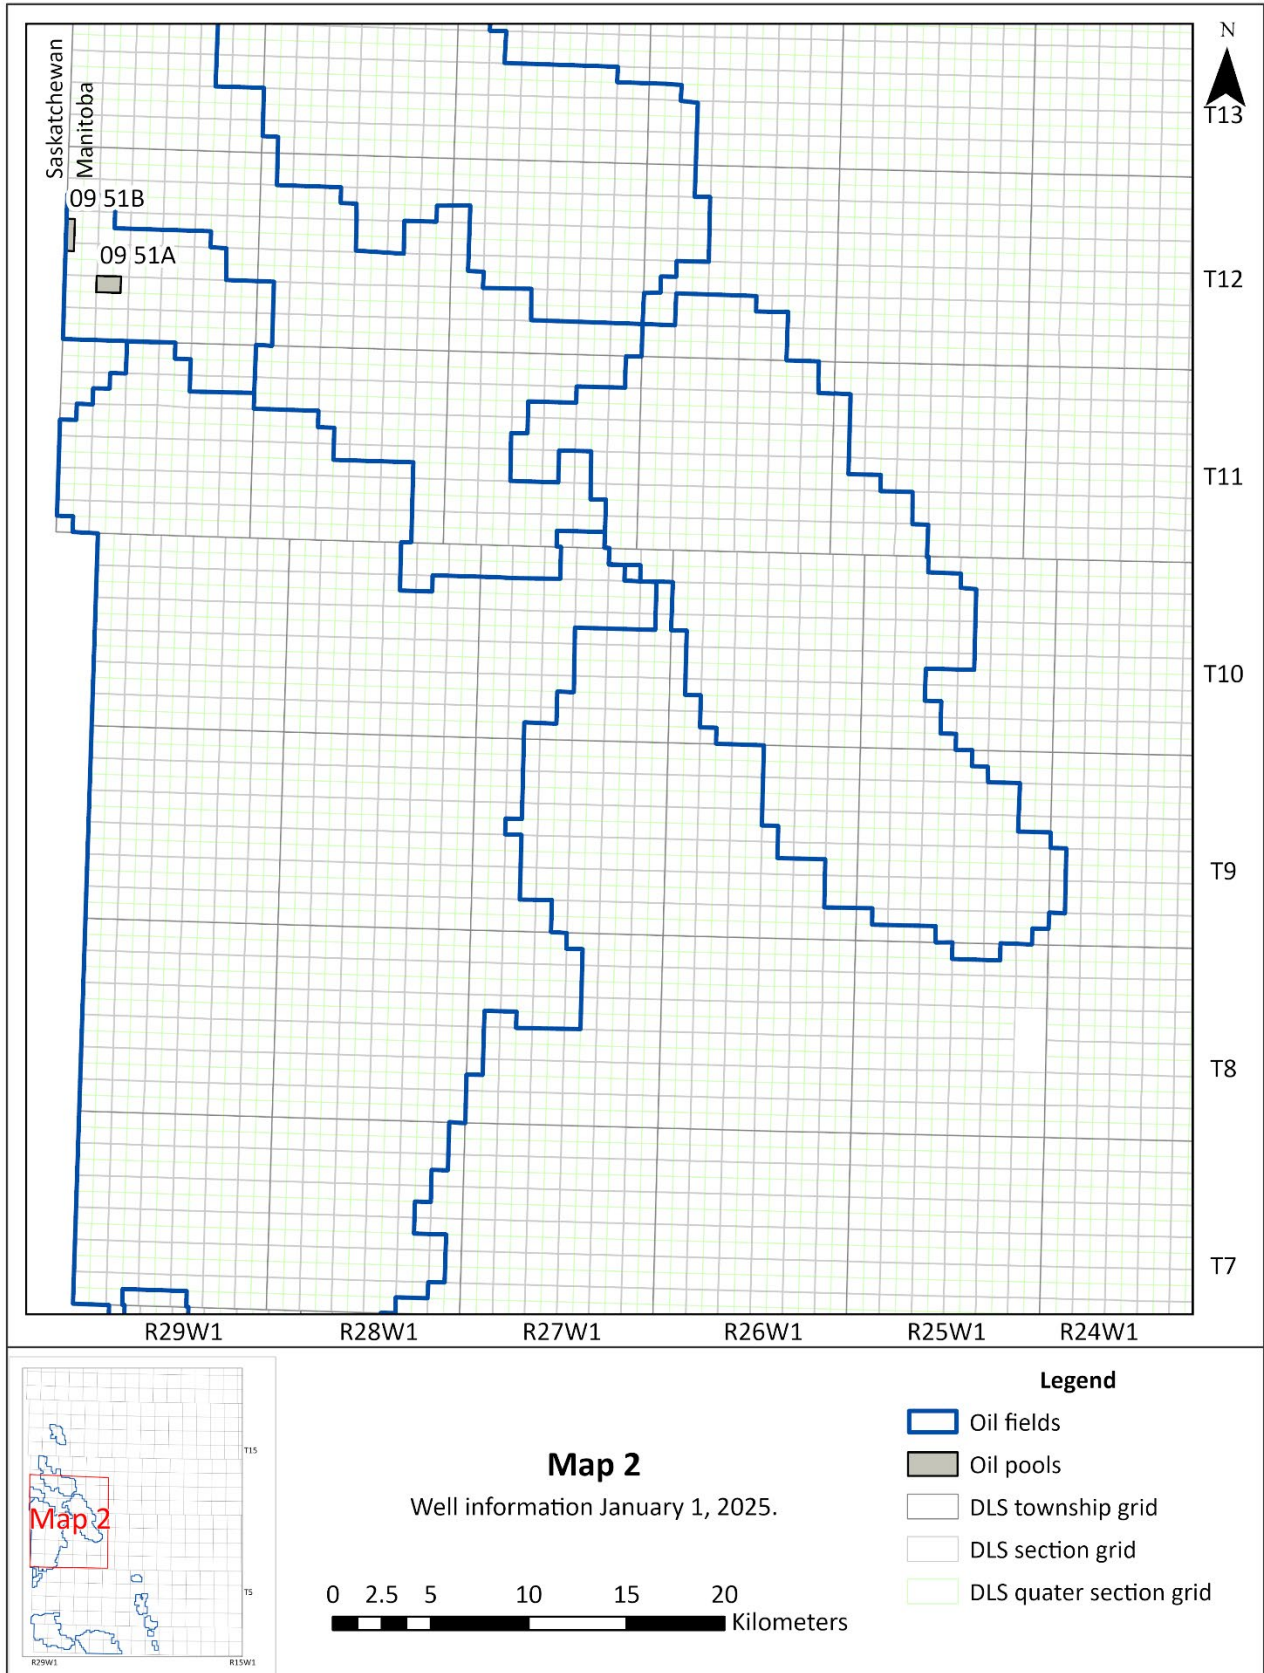 N
Saskatchewan
Manitoba
T13
09 51B
09 51A
T12
T11
T10
T9
T8
T7
R29W1 R28W1 R27W1 R26W1 R25W1 R24W1
T15
Map 2
T5
R29W1 R15W1
Map 2
Well information January 1, 2025.
0 2.5 5 10 15 20
Kilometers
Legend
Oil fields
Oil pools
DLS township grid
DLS section grid
DLS quater section grid